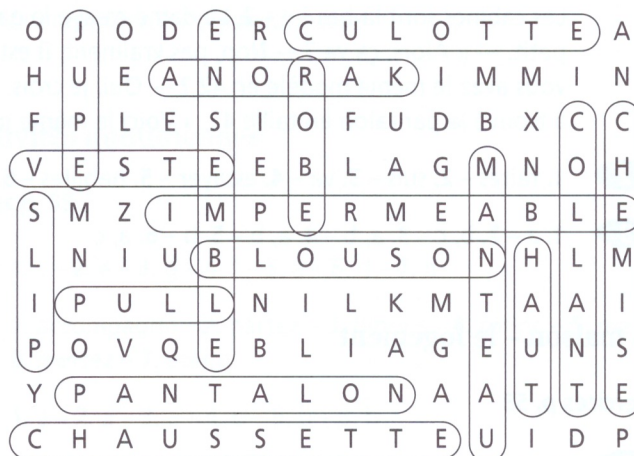 O J O D E R C U L O T T E A
H U E A N O R A K I M M I N
F P L E S I O F U D B X C C
V E S T E E B L A G M N O H
S M Z I M P E R M E A B L E
L N I U B L O U S O N H L M
I P U L L N I L K M T A A I
P O V Q E B L I A G E U N S
Y P A N T A L O N A A T T E
C H A U S S E T T E U I D P